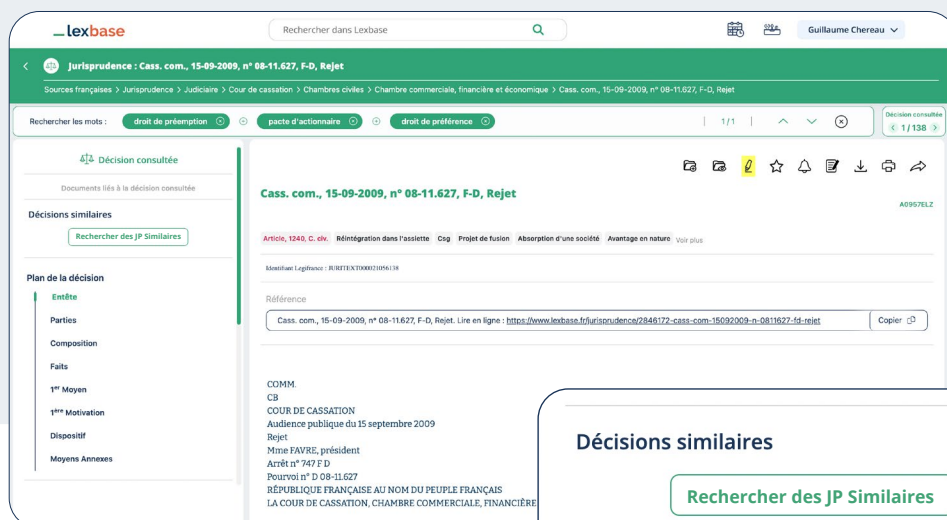 lexbase
Rechercher dans Lexbase
Guillaume Chereau
Jurisprudence : Cass. com., 15-09-2009, n° 08-11.627, F-D, Rejet
Sources françaises > Jurisprudence > Judiciaire > Cour de cassation > Chambres civiles > Chambre commerciale, financière et économique > Cass. com., 15-09-2009, n° 08-11.627, F-D, Rejet
Rechercher les mots : droit de préemption pacte d'actionnaire droit de préférence | 1/1 |
Décision consultée
< 1 / 138 >
Décision consultée
Documents liés à la décision consultée
Décisions similaires
Rechercher des JP Similaires
Plan de la décision
Entête
Parties
Composition
Faits
1er Moyen
1ère Motivation
Dispositif
Moyens Annexes
Cass. com., 15-09-2009, n° 08-11.627, F-D, Rejet
A0957ELZ
Article, 1240, C. civ. Réintégration dans l'assiette Csg Projet de fusion Absorption d'une société Avantage en nature Voir plus
Identifiant Legifrance : JURITEXT000021056138
Référence
Cass. com., 15-09-2009, n° 08-11.627, F-D, Rejet. Lire en ligne : https://www.lexbase.fr/jurisprudence/2846172-cass-com-15092009-n-0811627-fd-rejet Copier
COMM.
CB
COUR DE CASSATION
Audience publique du 15 septembre 2009
Rejet
Mme FAVRE, président
Arrêt n° 747 F D
Pourvoi n° D 08-11.627
RÉPUBLIQUE FRANÇAISE AU NOM DU PEUPLE FRANÇAIS
LA COUR DE CASSATION, CHAMBRE COMMERCIALE, FINANCIÈRE
Décisions similaires
Rechercher des JP Similaires